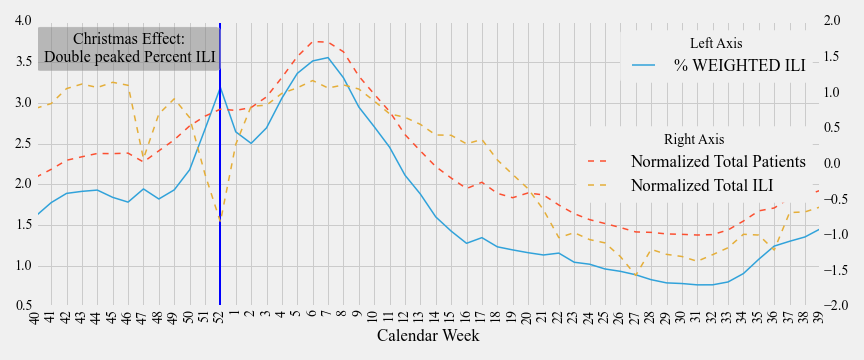 4.0
3.5
3.0
2.5
2.0
1.5
1.0
0.5
Christmas Effect:
Double peaked Percent ILI
Left Axis
% WEIGHTED ILI
Right Axis
Normalized Total Patients
Normalized Total ILI
2.0
1.5
1.0
0.5
0.0
−0.5
−1.0
−1.5
−2.0
40 41 42 43 44 45 46 47 48 49 50 51 52 1 2 3 4 5 6 7 8 9 10 11 12 13 14 15 16 17 18 19 20 21 22 23 24 25 26 27 28 29 30 31 32 33 34 35 36 37 38 39
Calendar Week